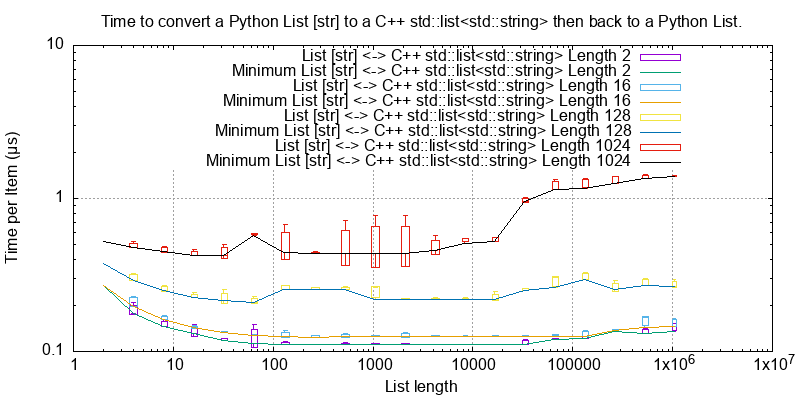 Time to convert a Python List [str] to a C++ std::list<std::string> then back to a Python List.
10
List [str] <-> C++ std::list<std::string> Length 2
Minimum List [str] <-> C++ std::list<std::string> Length 2
List [str] <-> C++ std::list<std::string> Length 16
Minimum List [str] <-> C++ std::list<std::string> Length 16
List [str] <-> C++ std::list<std::string> Length 128
Minimum List [str] <-> C++ std::list<std::string> Length 128
List [str] <-> C++ std::list<std::string> Length 1024
Minimum List [str] <-> C++ std::list<std::string> Length 1024
Time per Item (µs)
1
0.1
1 10 100 1000 10000 100000 1x10⁶ 1x10⁷
List length